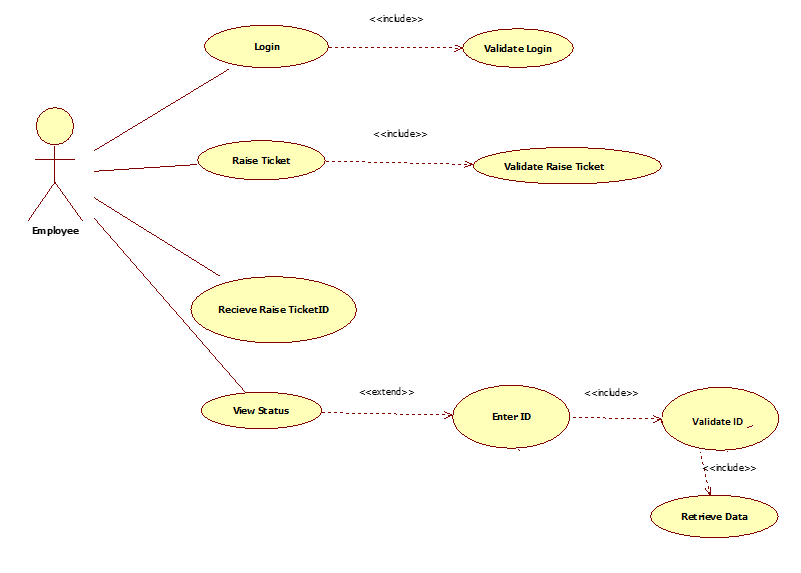 <<include>>
Login
Validate Login
<<include>>
Raise Ticket
Validate Raise Ticket
Employee
Recieve Raise TicketID
<<extend>>
<<include>>
View Status
Enter ID
Validate ID
<<include>>
Retrieve Data